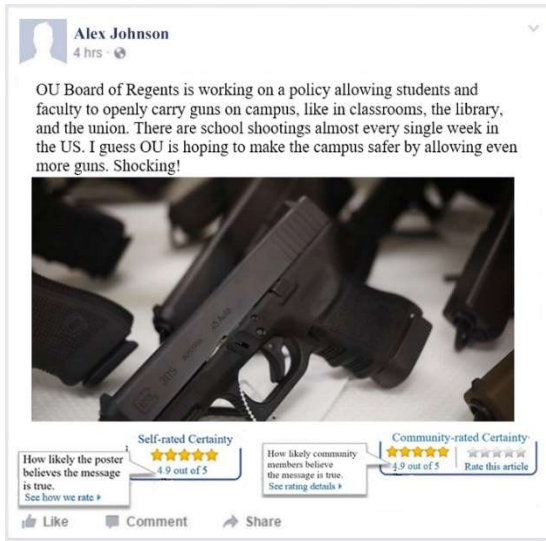 Alex Johnson
4 hrs
OU Board of Regents is working on a policy allowing students and
faculty to openly carry guns on campus, like in classrooms, the library,
and the union. There are school shootings almost every single week in
the US. I guess OU is hoping to make the campus safer by allowing even
more guns. Shocking!
Self-rated Certainty
4.9 out of 5
How likely the poster
believes the message
is true.
See how we rate
Community-rated Certainty
4.9 out of 5
Rate this article
How likely community
members believe
the message is true.
See rating details
Like
Comment
Share